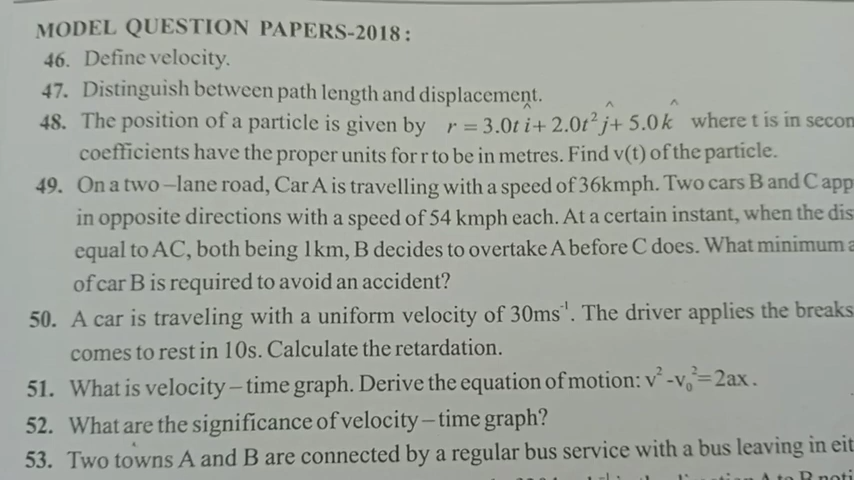 MODEL QUESTION PAPERS-2018:
46. Define velocity.
47. Distinguish between path length and displacement.
48. The position of a particle is given by r = 3.0t î + 2.0t² ĵ + 5.0 k̂ where t is in secon
coefficients have the proper units for r to be in metres. Find v(t) of the particle.
49. On a two–lane road, Car A is travelling with a speed of 36kmph. Two cars B and C app
in opposite directions with a speed of 54 kmph each. At a certain instant, when the dis
equal to AC, both being 1km, B decides to overtake A before C does. What minimum a
of car B is required to avoid an accident?
50. A car is traveling with a uniform velocity of 30ms⁻¹. The driver applies the breaks
comes to rest in 10s. Calculate the retardation.
51. What is velocity – time graph. Derive the equation of motion: v² -v₀²=2ax.
52. What are the significance of velocity – time graph?
53. Two towns A and B are connected by a regular bus service with a bus leaving in eit